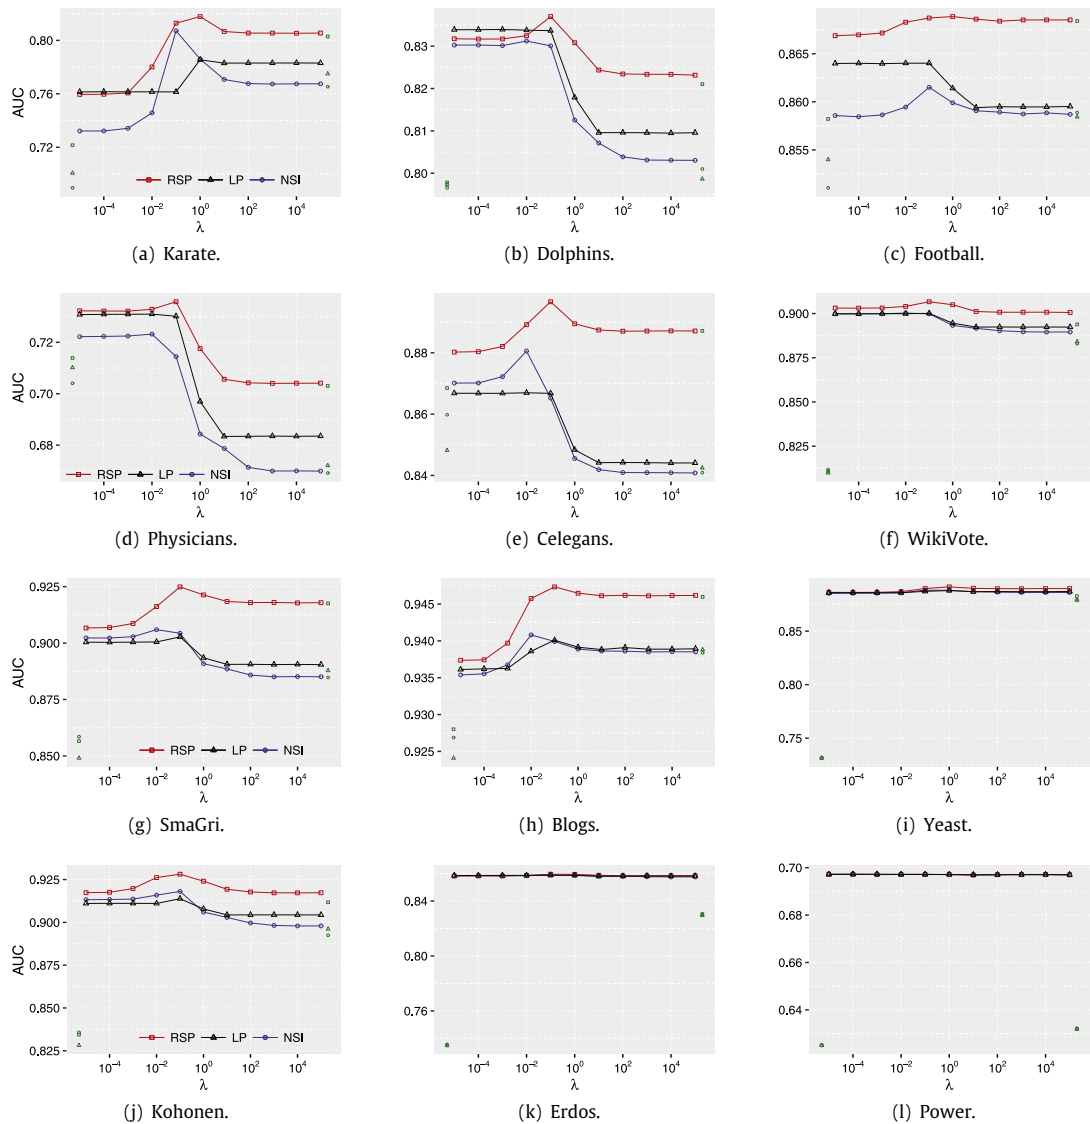 AUC
0.80
0.76
0.72
RSP LP NSI
10⁻⁴ 10⁻² 10⁰ 10² 10⁴
λ
(a) Karate.
0.83
0.82
0.81
0.80
10⁻⁴ 10⁻² 10⁰ 10² 10⁴
λ
(b) Dolphins.
0.865
0.860
0.855
10⁻⁴ 10⁻² 10⁰ 10² 10⁴
λ
(c) Football.
AUC
0.72
0.70
0.68
RSP LP NSI
10⁻⁴ 10⁻² 10⁰ 10² 10⁴
λ
(d) Physicians.
0.88
0.86
0.84
10⁻⁴ 10⁻² 10⁰ 10² 10⁴
λ
(e) Celegans.
0.900
0.875
0.850
0.825
10⁻⁴ 10⁻² 10⁰ 10² 10⁴
λ
(f) WikiVote.
AUC
0.925
0.900
0.875
0.850
RSP LP NSI
10⁻⁴ 10⁻² 10⁰ 10² 10⁴
λ
(g) SmaGri.
0.945
0.940
0.935
0.930
0.925
10⁻⁴ 10⁻² 10⁰ 10² 10⁴
λ
(h) Blogs.
0.85
0.80
0.75
10⁻⁴ 10⁻² 10⁰ 10² 10⁴
λ
(i) Yeast.
AUC
0.925
0.900
0.875
0.850
0.825
RSP LP NSI
10⁻⁴ 10⁻² 10⁰ 10² 10⁴
λ
(j) Kohonen.
0.84
0.80
0.76
10⁻⁴ 10⁻² 10⁰ 10² 10⁴
λ
(k) Erdos.
0.70
0.68
0.66
0.64
10⁻⁴ 10⁻² 10⁰ 10² 10⁴
λ
(l) Power.